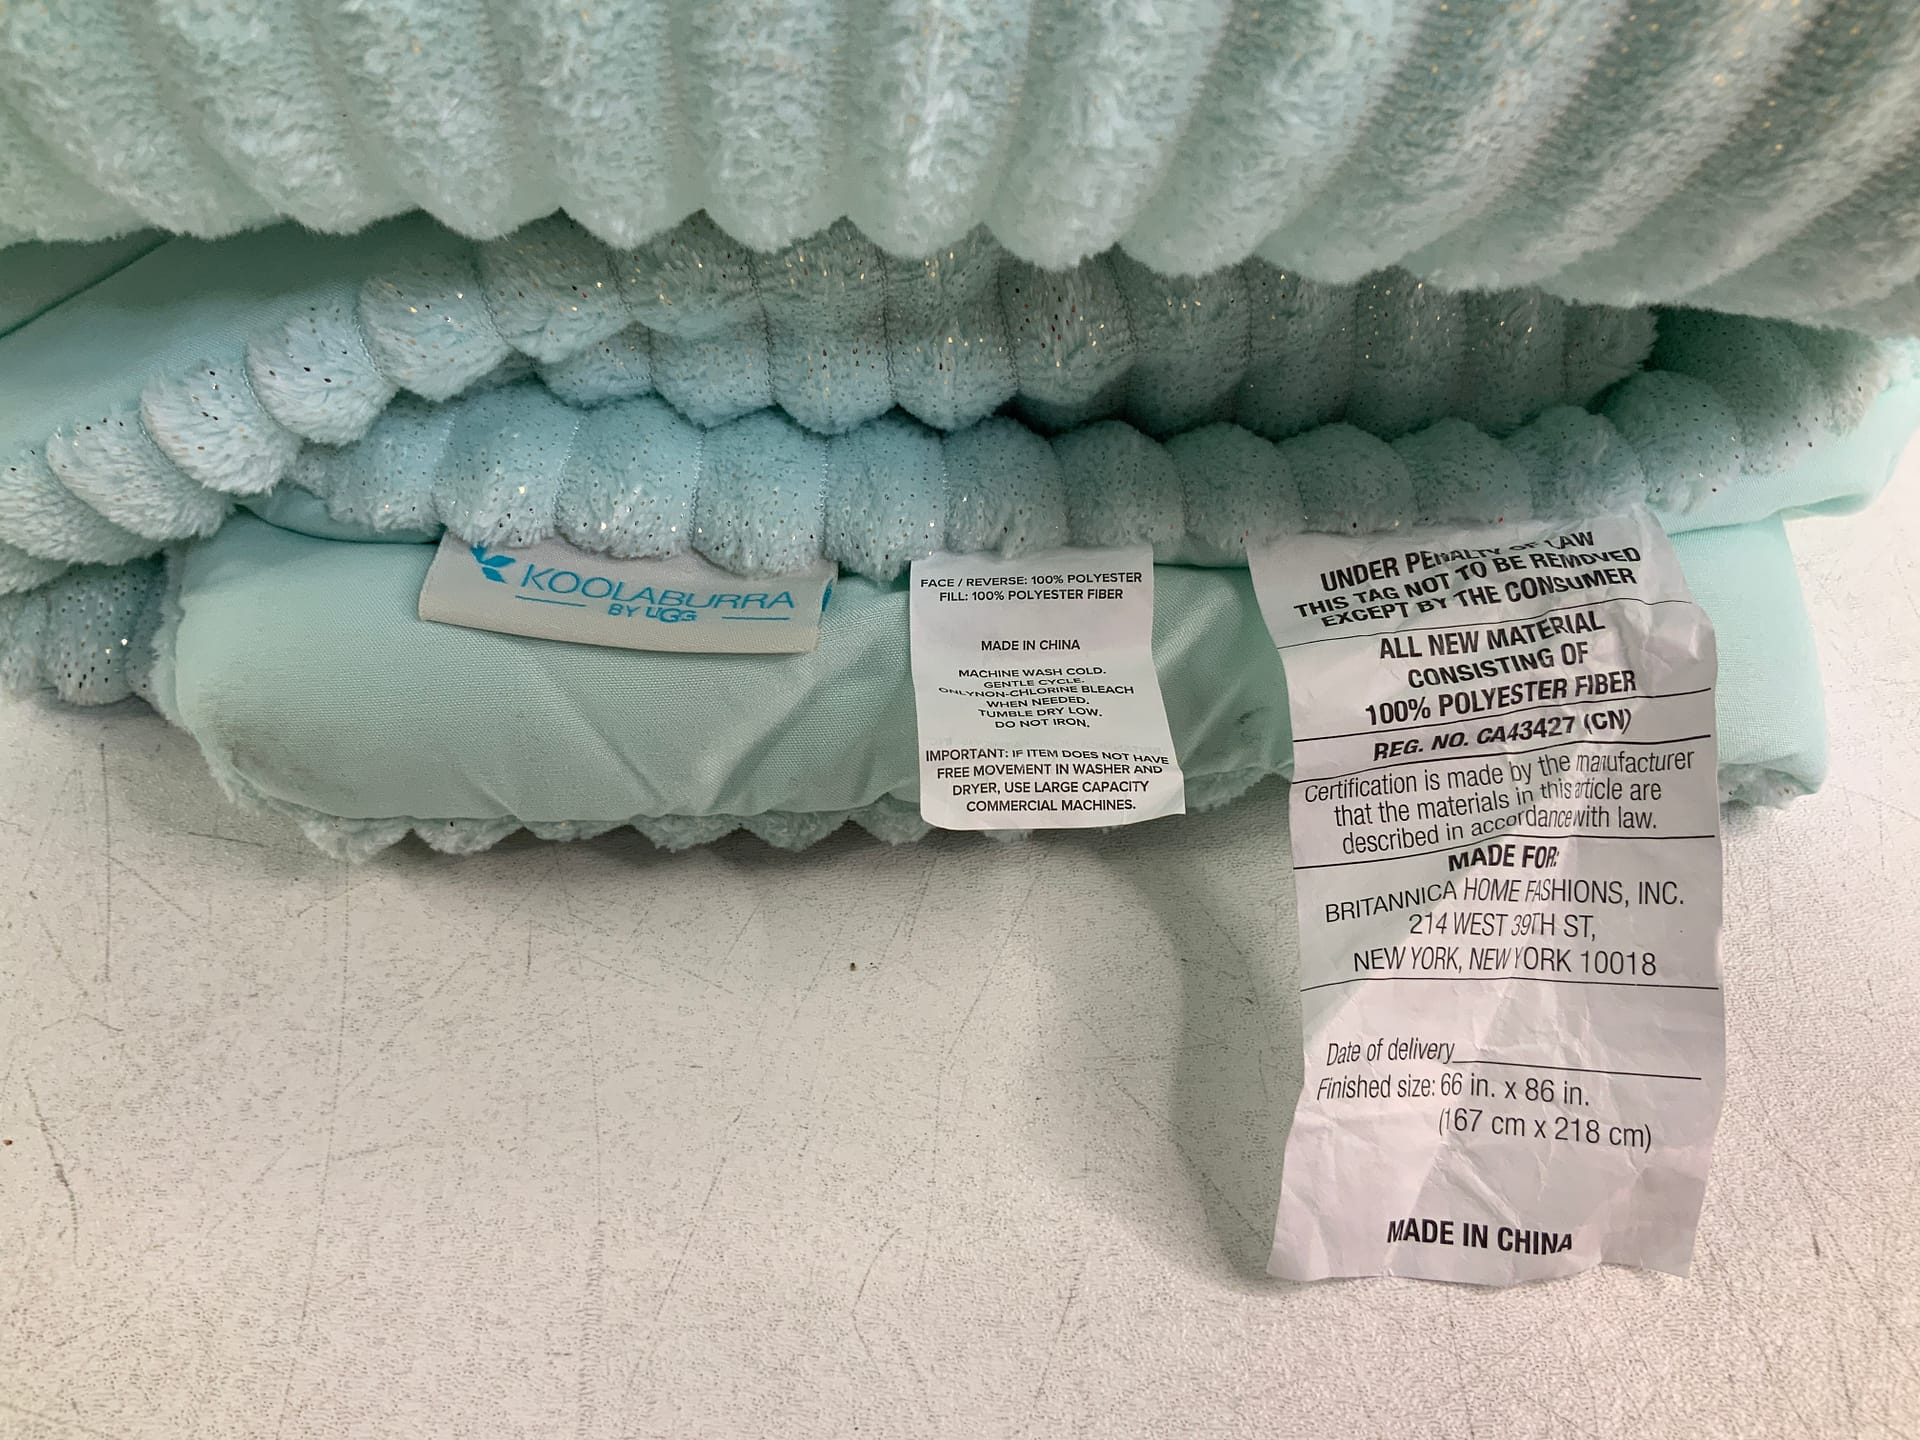 KOOLABURRA
BY UGG
FACE / REVERSE: 100% POLYESTER
FILL: 100% POLYESTER FIBER
MADE IN CHINA
MACHINE WASH COLD.
GENTLE CYCLE.
ONLYNON-CHLORINE BLEACH
WHEN NEEDED.
TUMBLE DRY LOW.
DO NOT IRON.
IMPORTANT: IF ITEM DOES NOT HAVE
FREE MOVEMENT IN WASHER AND
DRYER, USE LARGE CAPACITY
COMMERCIAL MACHINES.
UNDER PENALTY OF LAW
THIS TAG NOT TO BE REMOVED
EXCEPT BY THE CONSUMER
ALL NEW MATERIAL
CONSISTING OF
100% POLYESTER FIBER
REG. NO. CA43427 (CN)
Certification is made by the manufacturer
that the materials in this article are
described in accordance with law.
MADE FOR:
BRITANNICA HOME FASHIONS, INC.
214 WEST 39TH ST,
NEW YORK, NEW YORK 10018
Date of delivery
Finished size: 66 in. x 86 in.
(167 cm x 218 cm)
MADE IN CHINA